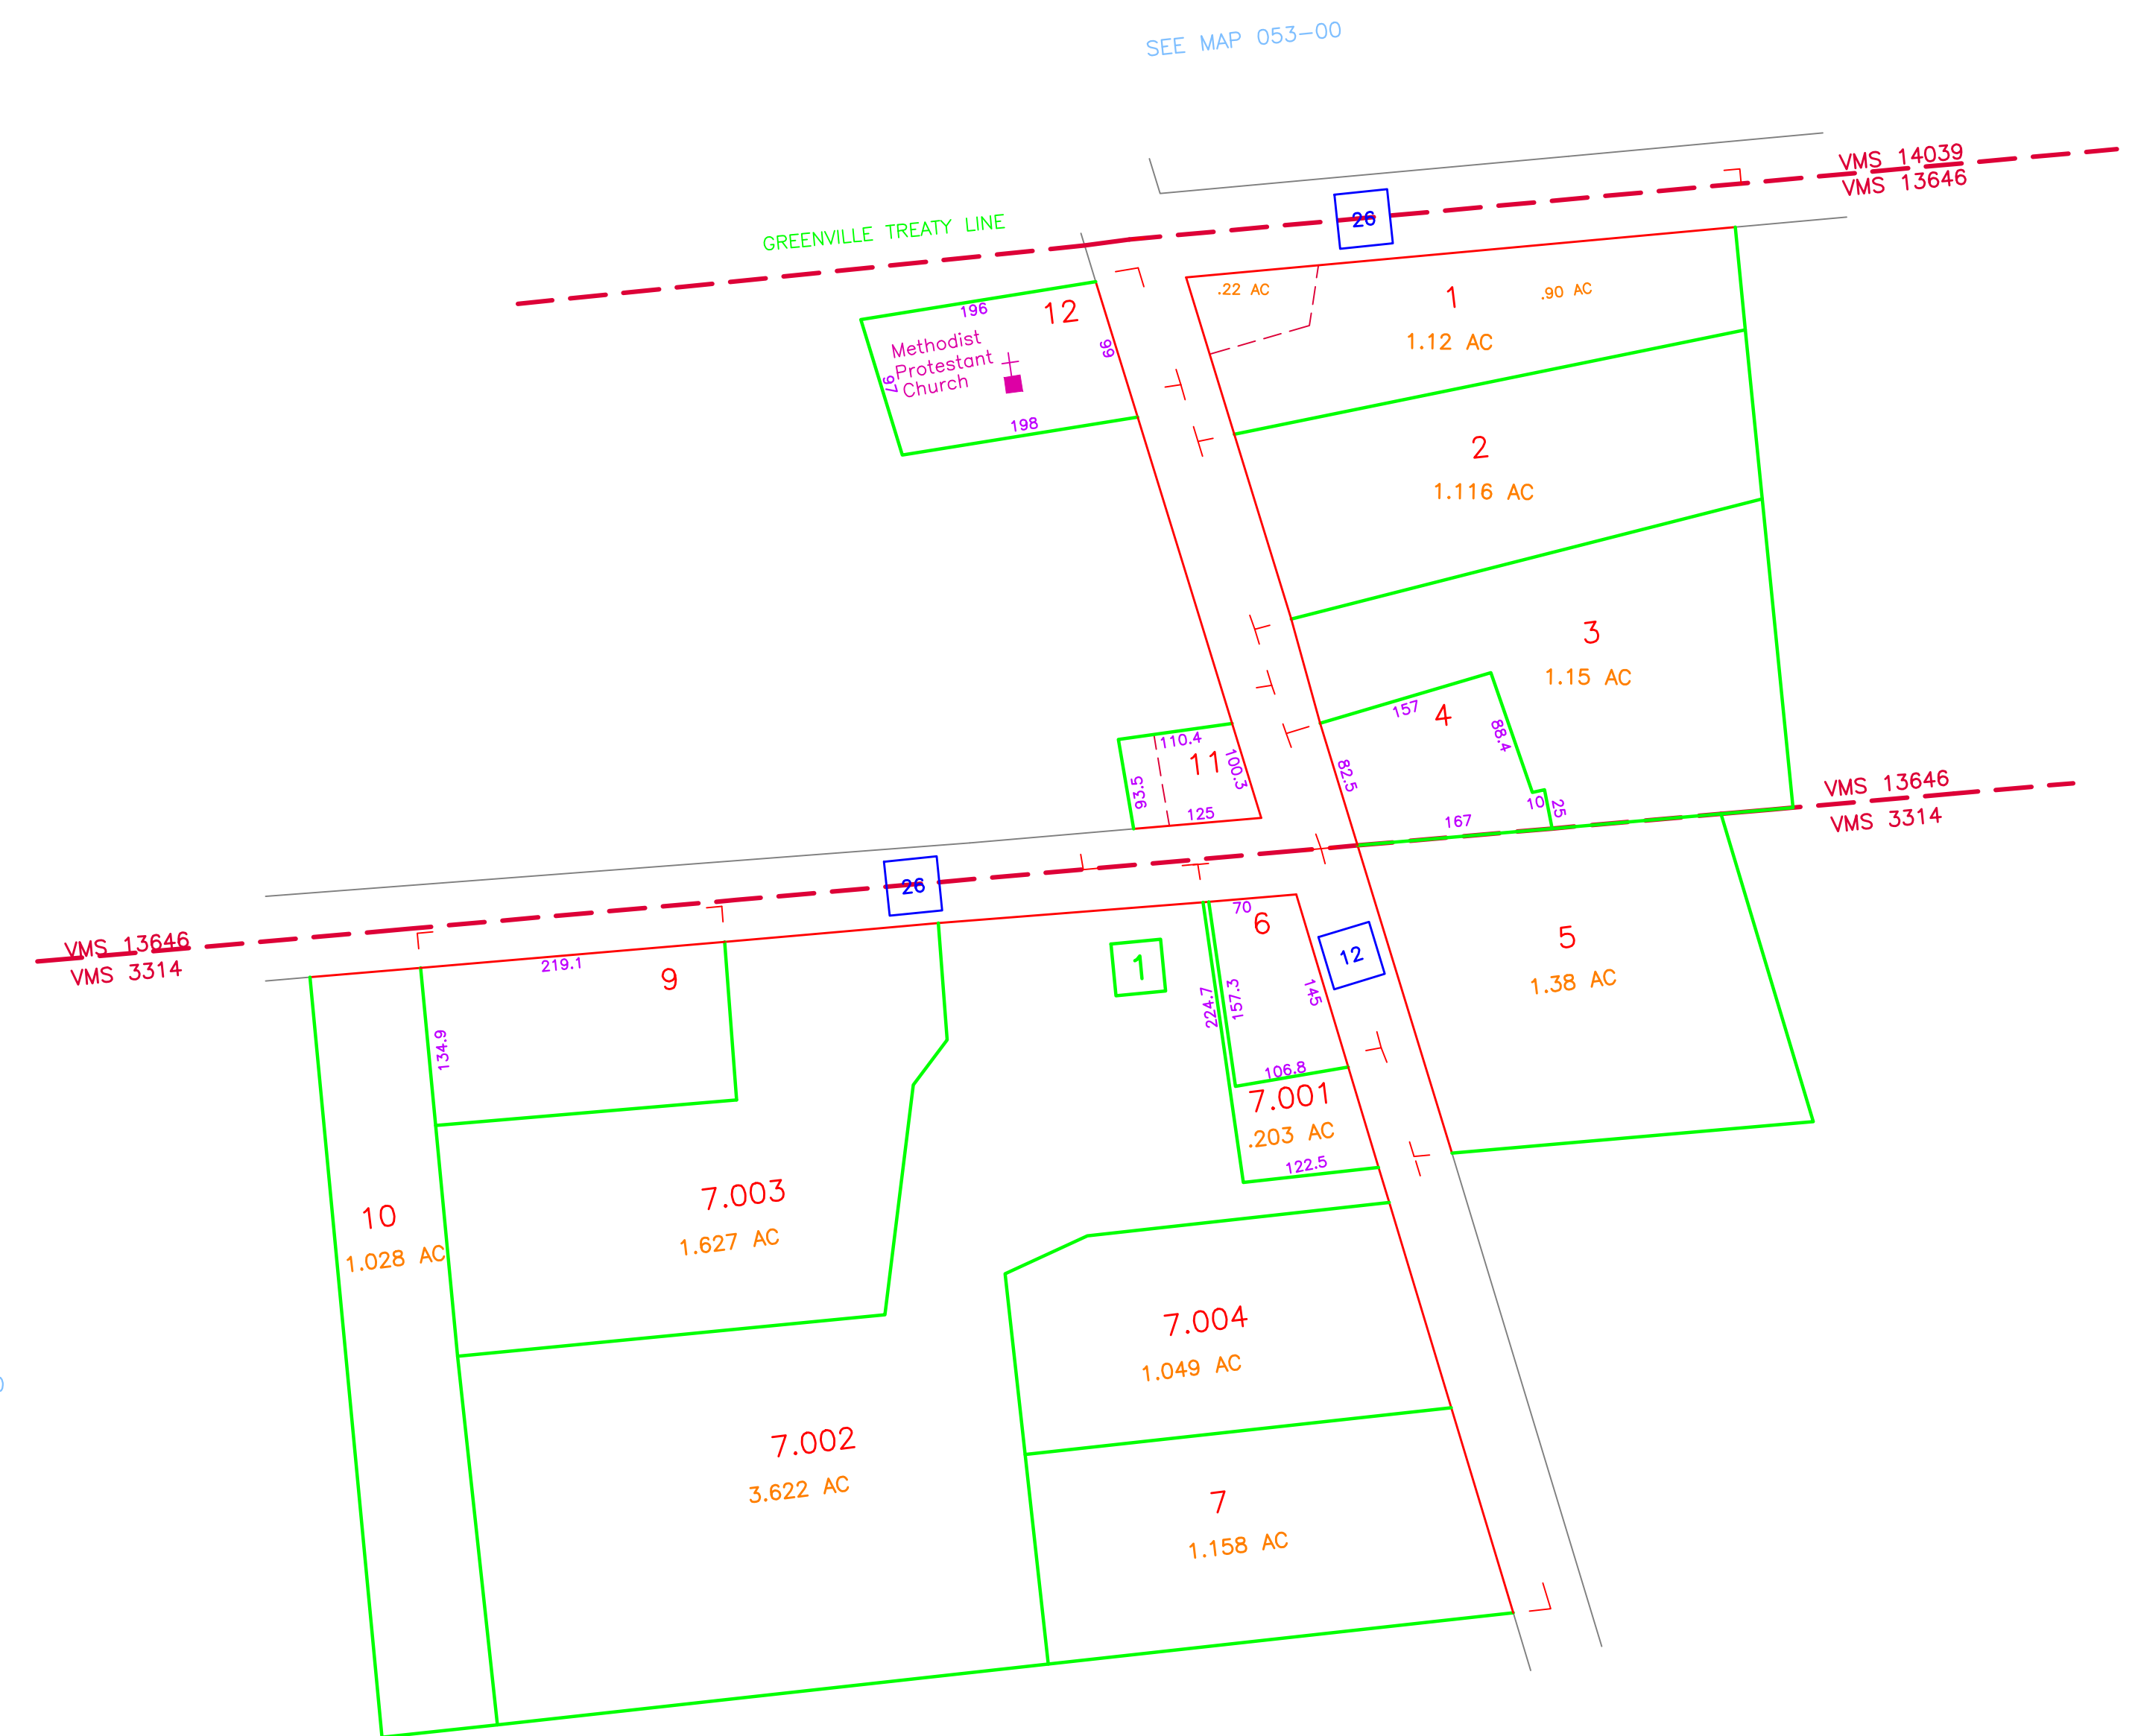 SEE MAP 053-00
VMS 14039
VMS 13646
26
GREENVILLE TREATY LINE
12
196
99
97
198
Methodist
Protestant
Church
.22 AC
1
.90 AC
1.12 AC
2
1.116 AC
3
1.15 AC
157
4
88.4
82.5
10
25
167
110.4
11
93.5
100.3
125
VMS 13646
VMS 3314
26
VMS 13646
VMS 3314
219.1
9
134.9
1
70
6
224.7
157.3
145
106.8
12
5
1.38 AC
7.001
.203 AC
122.5
10
1.028 AC
7.003
1.627 AC
7.004
1.049 AC
7.002
3.622 AC
7
1.158 AC